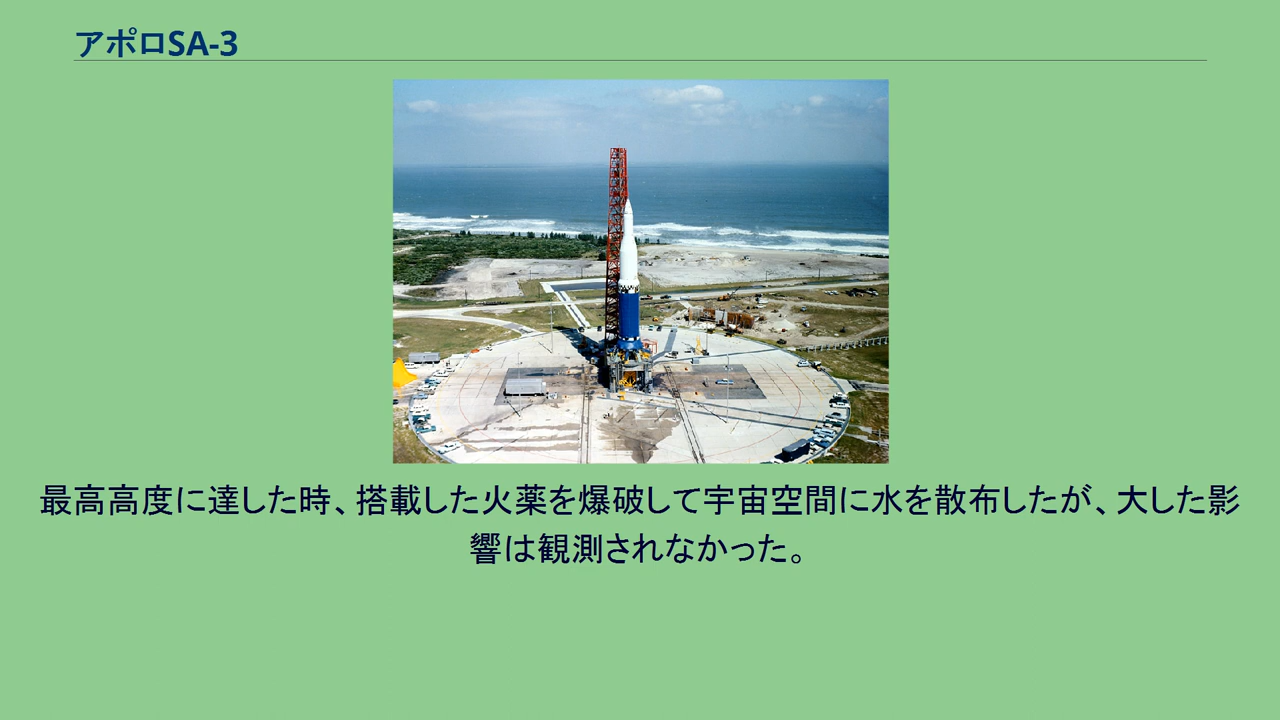 アポロSA-3
最高高度に達した時、搭載した火薬を爆破して宇宙空間に水を散布したが、大した影
響は観測されなかった。